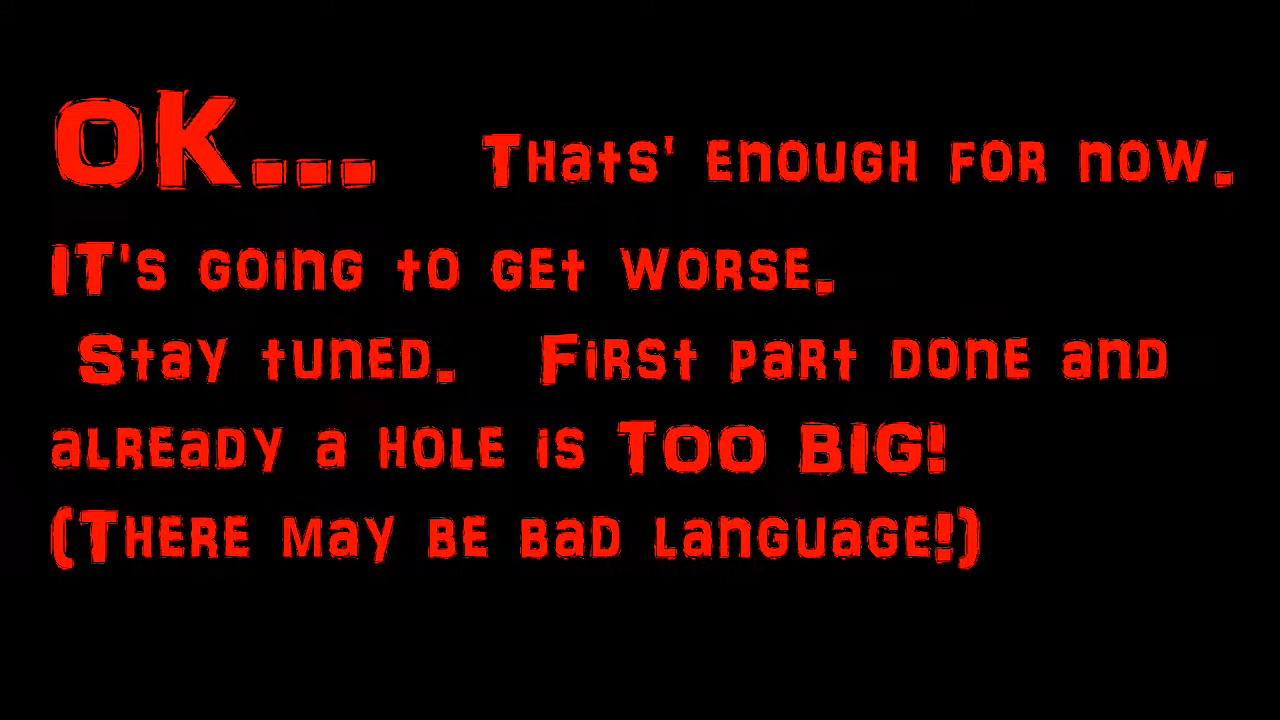 OK... Thats' enough for now.
IT's going to get worse.
Stay tuned. First part done and
already a hole is TOO BIG!
(There may be bad language!)